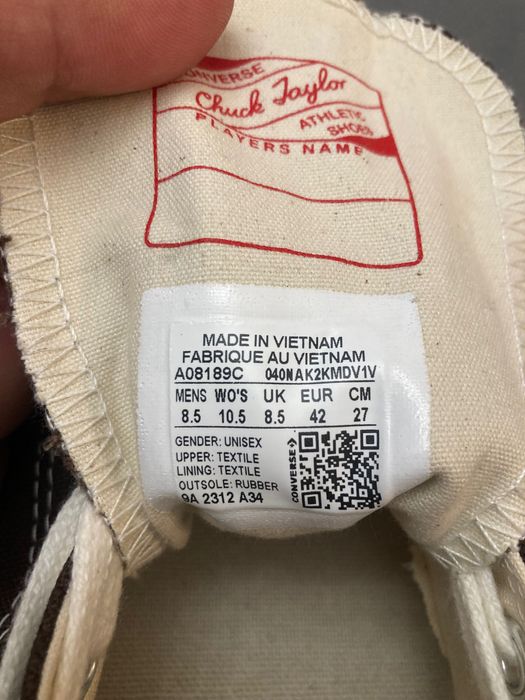 CONVERSE
Chuck Taylor
ATHLETIC
SHOES
PLAYERS NAME
MADE IN VIETNAM
FABRIQUE AU VIETNAM
A08189C 040NAK2KMDV1V
MENS WO'S UK EUR CM
8.5 10.5 8.5 42 27
GENDER: UNISEX
UPPER: TEXTILE
LINING: TEXTILE
OUTSOLE: RUBBER
9A 2312 A34
CONVERSE